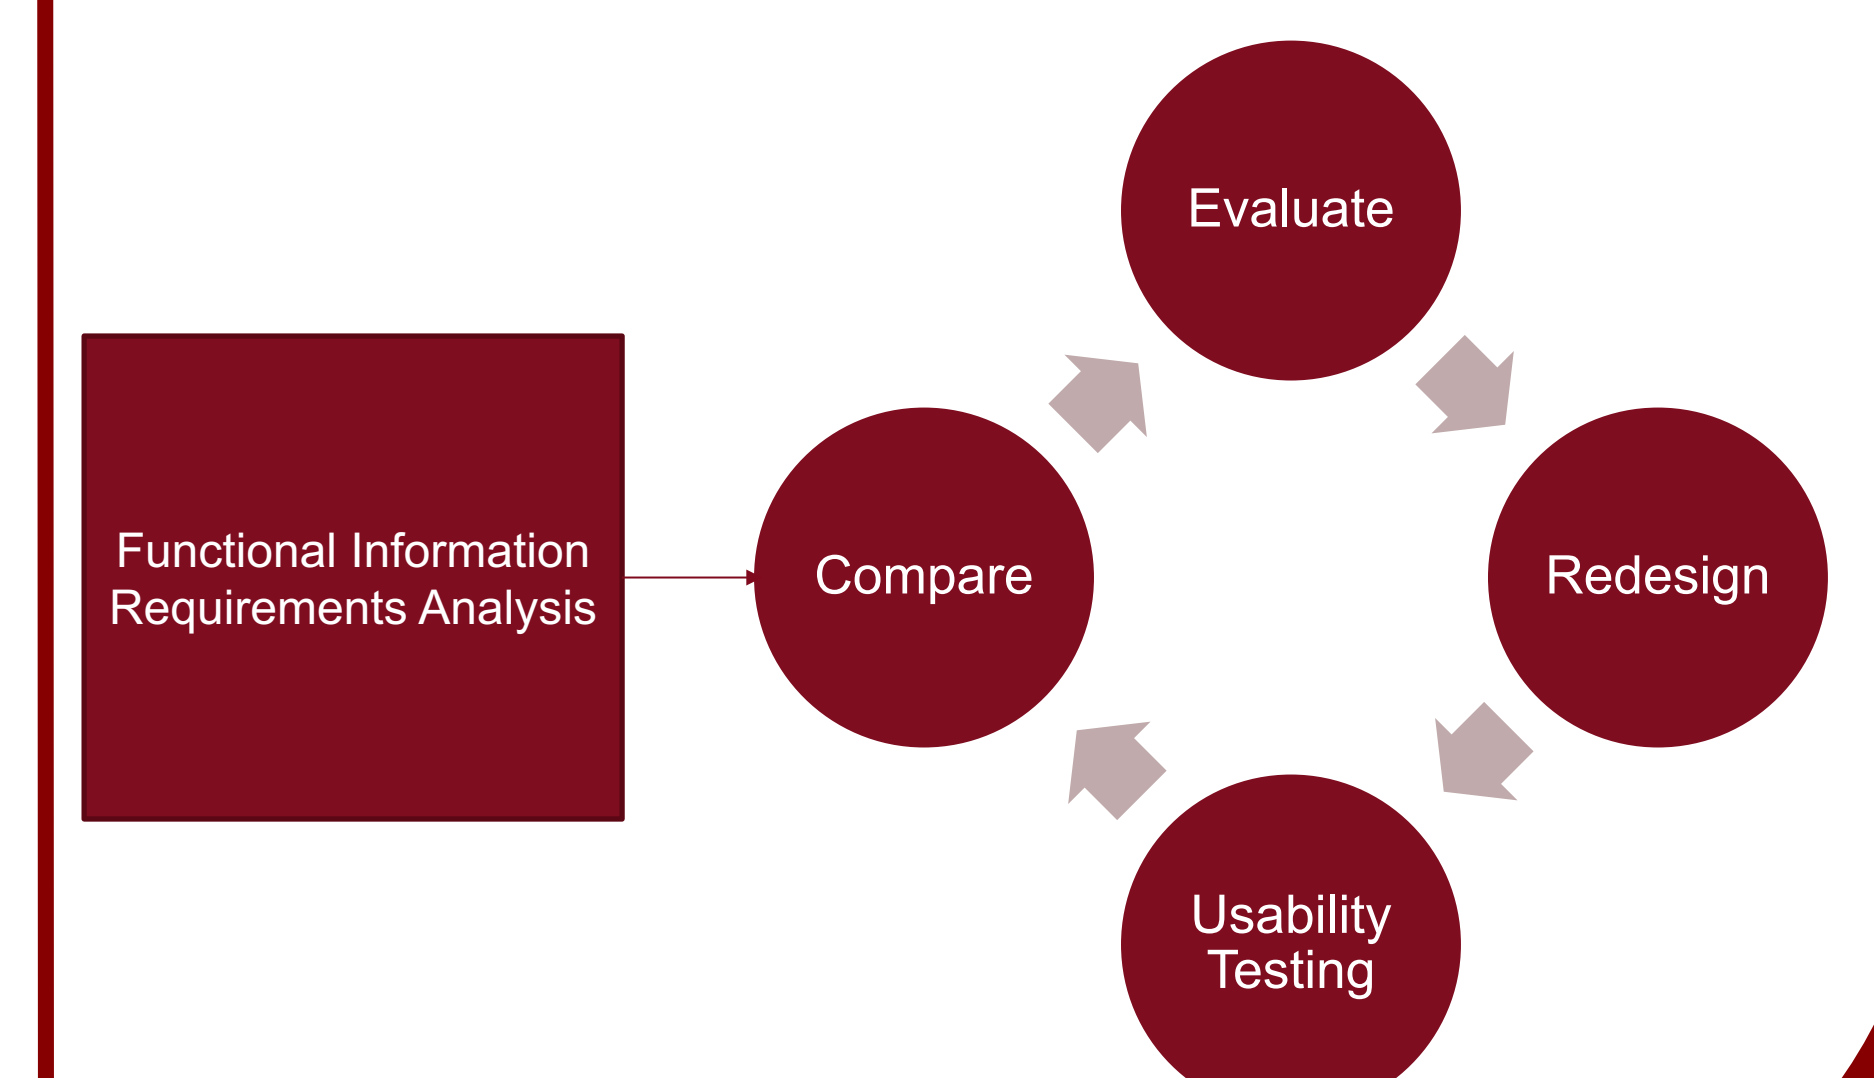 Evaluate
Functional Information
Requirements Analysis
Compare
Redesign
Usability
Testing